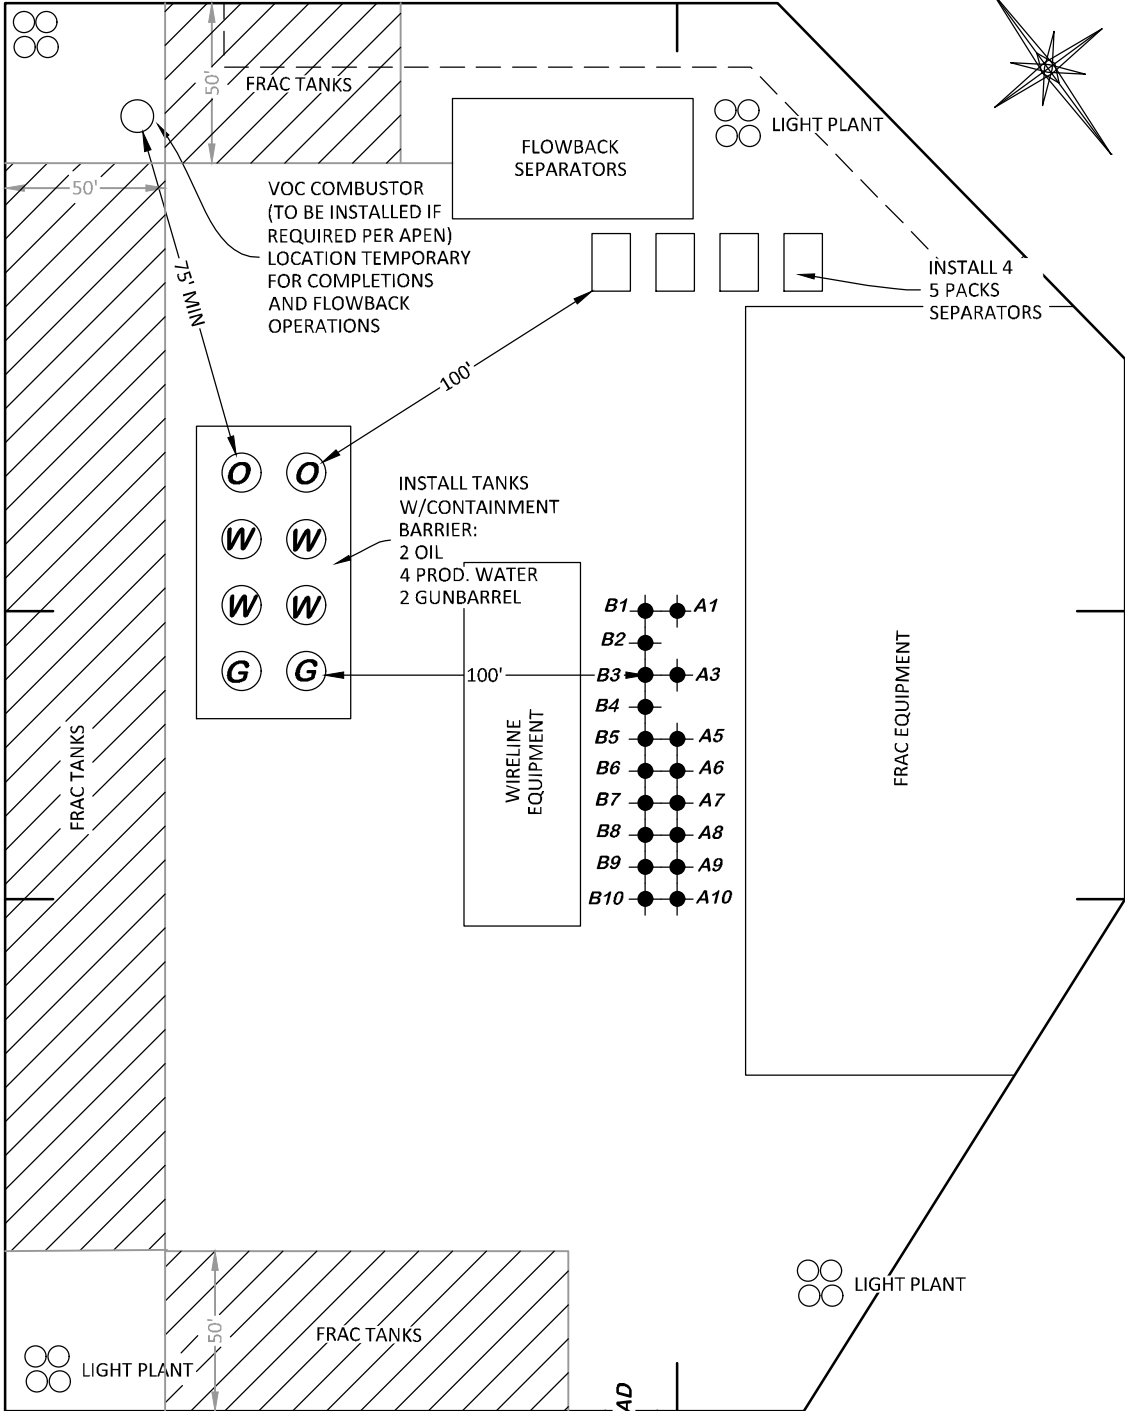 50'
FRAC TANKS
FLOWBACK
SEPARATORS
LIGHT PLANT
50'
VOC COMBUSTOR
(TO BE INSTALLED IF
REQUIRED PER APEN)
LOCATION TEMPORARY
FOR COMPLETIONS
AND FLOWBACK
OPERATIONS
75' MIN
INSTALL 4
5 PACKS
SEPARATORS
100'
O O
W W
W W
G G
INSTALL TANKS
W/CONTAINMENT
BARRIER:
2 OIL
4 PROD. WATER
2 GUNBARREL
100'
B1 A1
B2
B3 A3
B4
B5 A5
B6 A6
B7 A7
B8 A8
B9 A9
B10 A10
WIRELINE
EQUIPMENT
FRAC EQUIPMENT
FRAC TANKS
LIGHT PLANT
50'
FRAC TANKS
LIGHT PLANT
AD